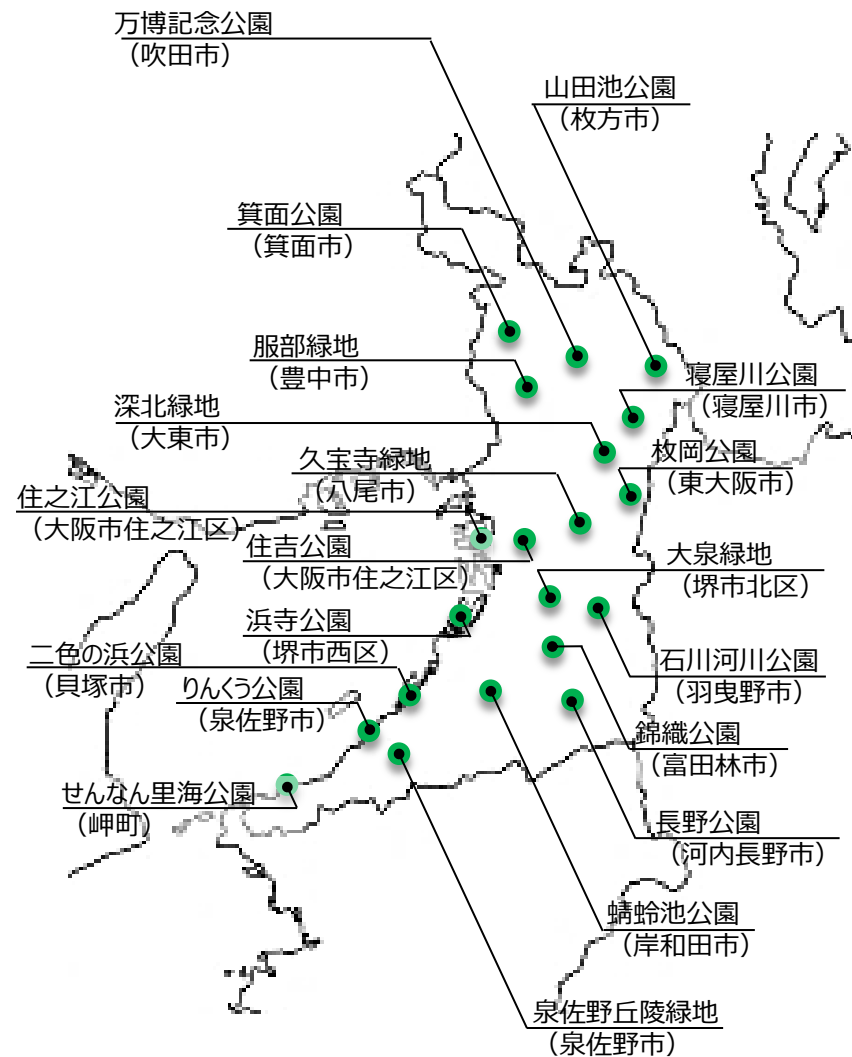 万博記念公園
（吹田市）
山田池公園
（枚方市）
箕面公園
（箕面市）
服部緑地
（豊中市）
寝屋川公園
（寝屋川市）
深北緑地
（大東市）
枚岡公園
（東大阪市）
久宝寺緑地
（八尾市）
住之江公園
（大阪市住之江区）
住吉公園
（大阪市住之江区）
大泉緑地
（堺市北区）
浜寺公園
（堺市西区）
二色の浜公園
（貝塚市）
石川河川公園
（羽曳野市）
りんくう公園
（泉佐野市）
錦織公園
（富田林市）
せんなん里海公園
（岬町）
長野公園
（河内長野市）
蜻蛉池公園
（岸和田市）
泉佐野丘陵緑地
（泉佐野市）